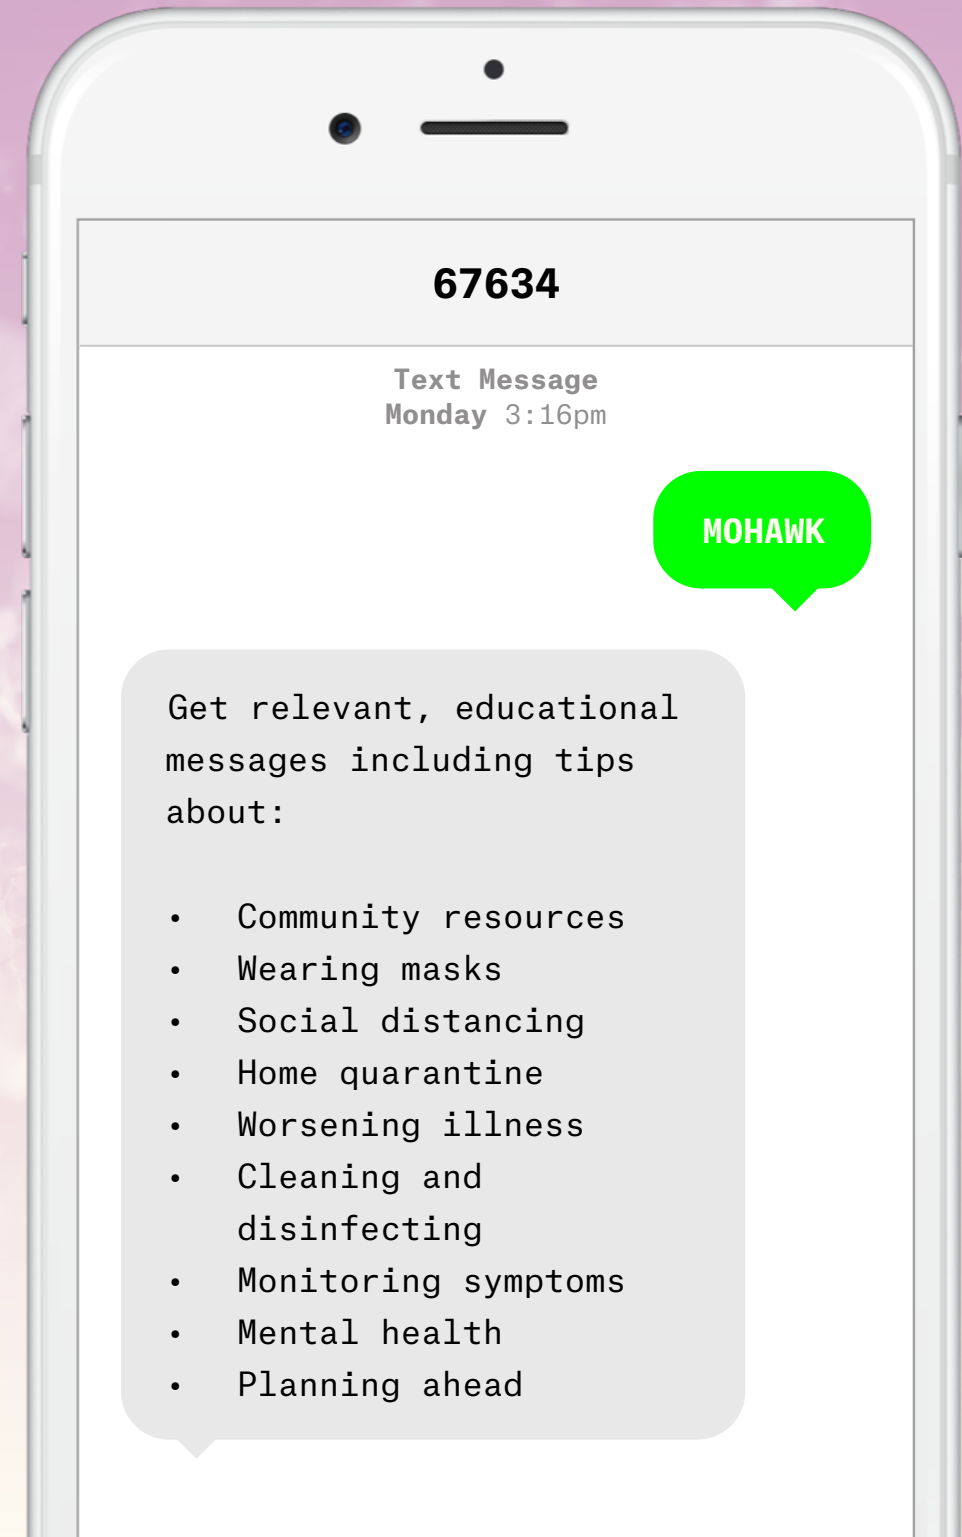 67634
Text Message
Monday 3:16pm
MOHAWK
Get relevant, educational
messages including tips
about:
• Community resources
• Wearing masks
• Social distancing
• Home quarantine
• Worsening illness
• Cleaning and
disinfecting
• Monitoring symptoms
• Mental health
• Planning ahead